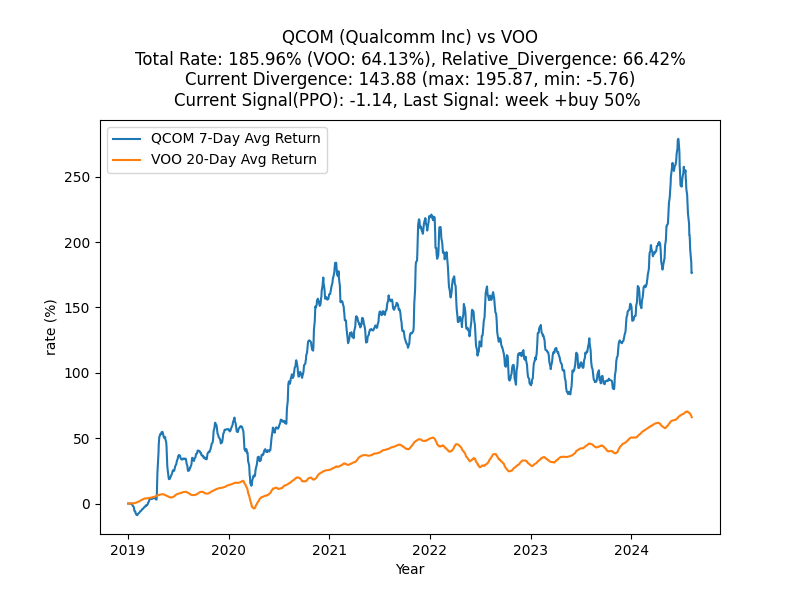 QCOM (Qualcomm Inc) vs VOO
Total Rate: 185.96% (VOO: 64.13%), Relative_Divergence: 66.42%
Current Divergence: 143.88 (max: 195.87, min: -5.76)
Current Signal(PPO): -1.14, Last Signal: week +buy 50%
QCOM 7-Day Avg Return
VOO 20-Day Avg Return
250
200
150
100
50
0
rate (%)
2019 2020 2021 2022 2023 2024
Year